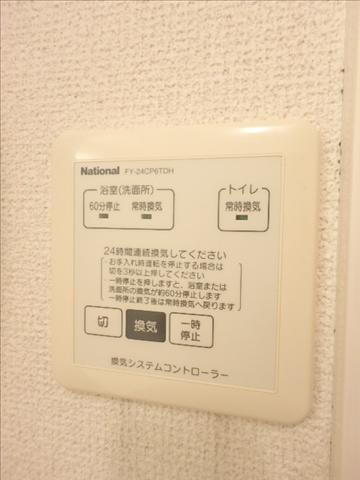 National FY-24CP6TDH
浴室(洗面所) トイレ
60分停止 常時換気 常時換気
24時間連続換気してください
お手入れ時運転を停止する場合は
切を3秒以上押してください
一時停止を押しますと、浴室または
洗面所の換気が約60分停止します
一時停止終了後は常時換気へ戻ります
切 換気 一時停止
換気システムコントローラー